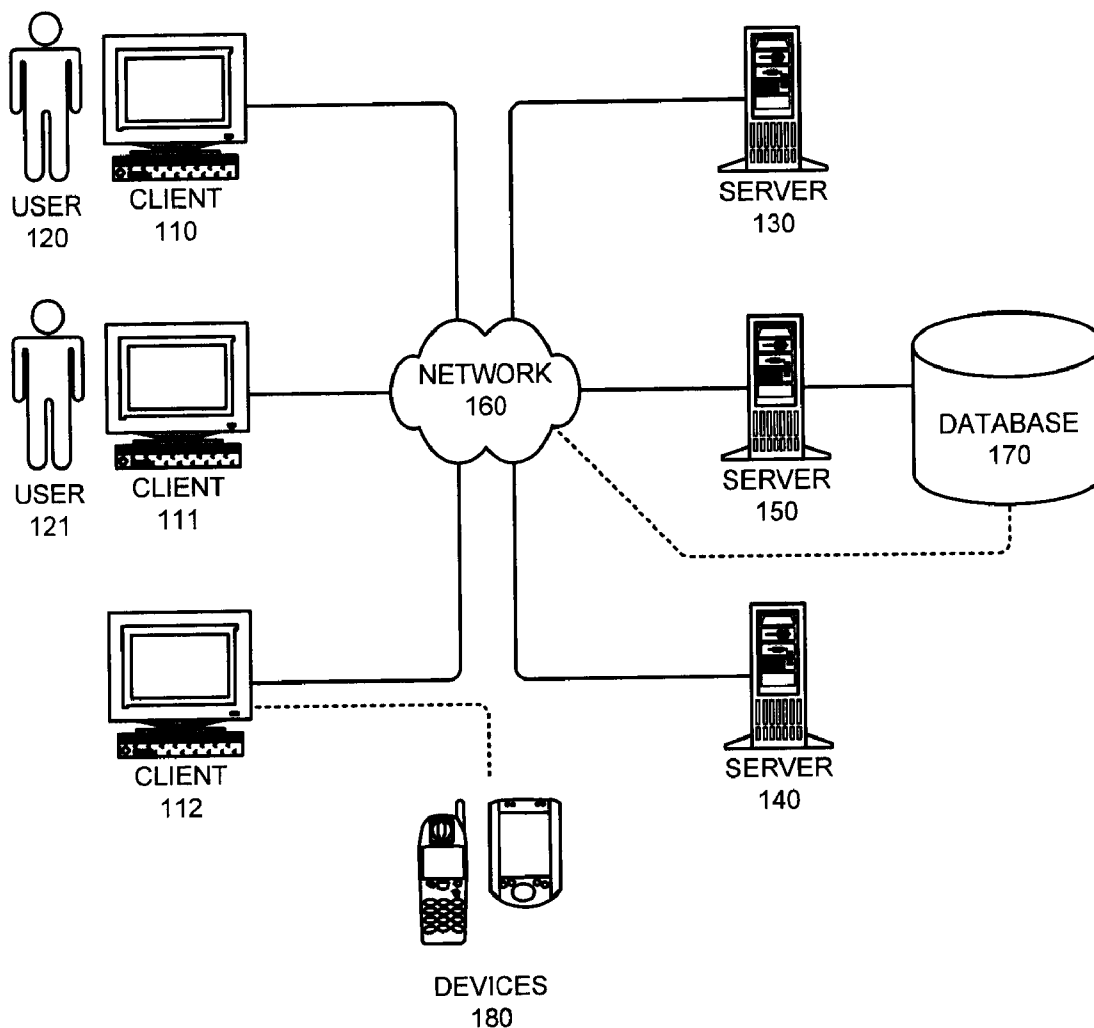 USER
120
CLIENT
110
SERVER
130
USER
121
CLIENT
111
NETWORK
160
SERVER
150
DATABASE
170
CLIENT
112
SERVER
140
DEVICES
180